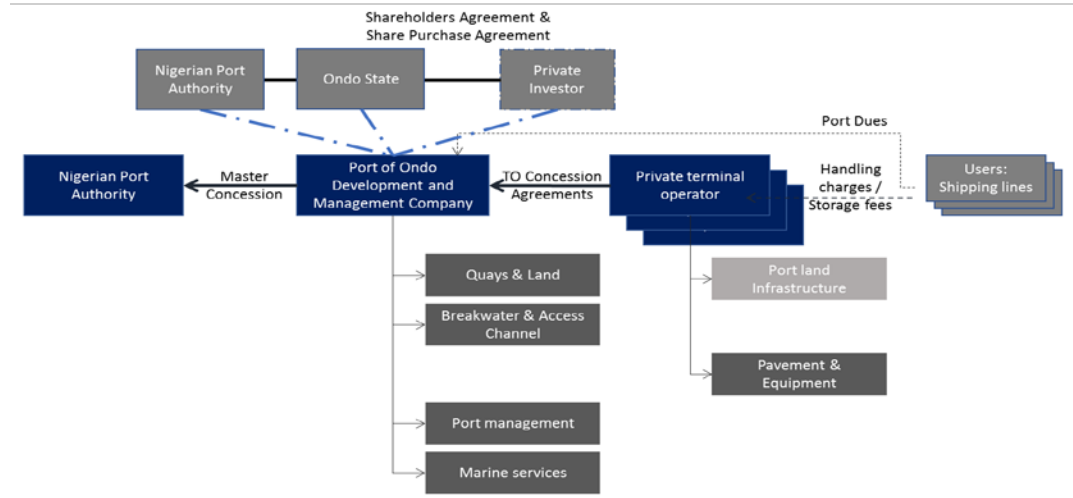 Shareholders Agreement &
Share Purchase Agreement
Nigerian Port
Authority
Ondo State
Private
Investor
Port Dues
Nigerian Port
Authority
Master
Concession
Port of Ondo
Development and
Management Company
TO Concession
Agreements
Private terminal
operator
Handling
charges /
Storage fees
Users:
Shipping lines
Quays & Land
Breakwater & Access
Channel
Port management
Marine services
Port land
Infrastructure
Pavement &
Equipment